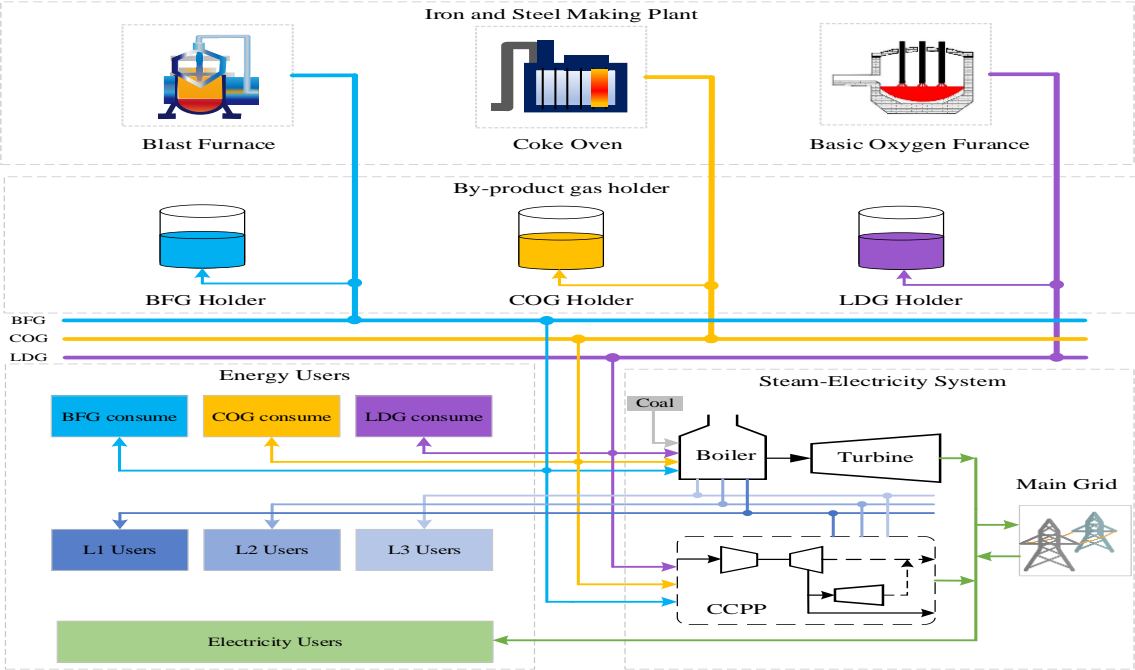 Iron and Steel Making Plant
Blast Furnace
Coke Oven
Basic Oxygen Furance
By-product gas holder
BFG Holder
COG Holder
LDG Holder
BFG
COG
LDG
Energy Users
BFG consume
COG consume
LDG consume
L1 Users
L2 Users
L3 Users
Electricity Users
Steam-Electricity System
Coal
Boiler
Turbine
Main Grid
CCPP